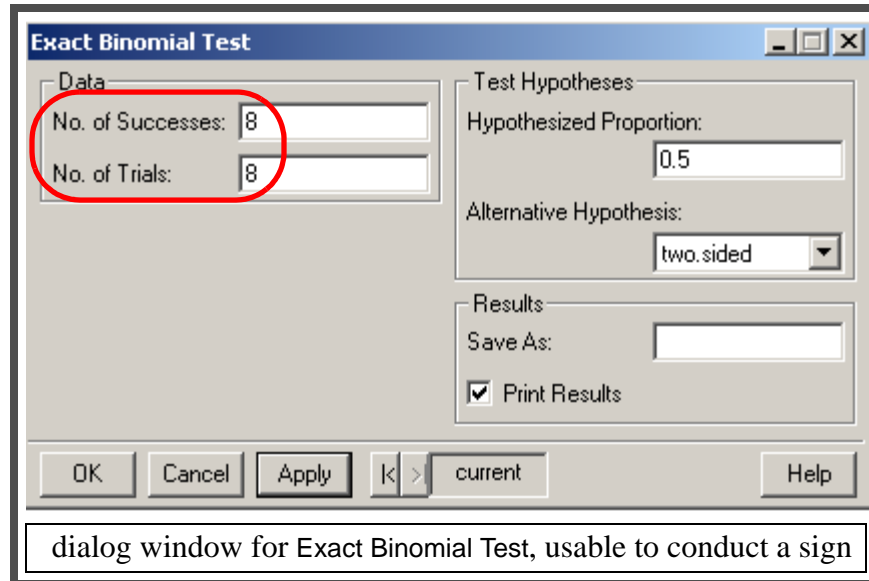 Exact Binomial Test
Data
No. of Successes: 8
No. of Trials: 8
Test Hypotheses
Hypothesized Proportion:
0.5
Alternative Hypothesis:
two.sided
Results
Save As:
Print Results
OK Cancel Apply |< >| current Help
dialog window for Exact Binomial Test, usable to conduct a sign